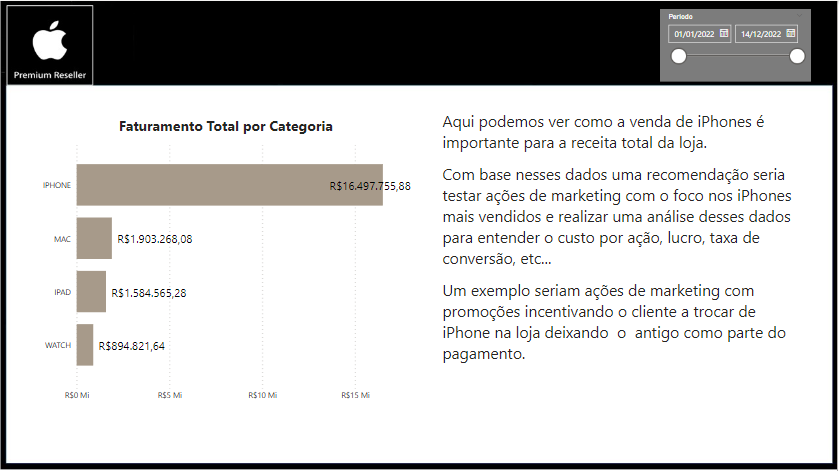 Premium Reseller
Período
01/01/2022
14/12/2022
Faturamento Total por Categoria
IPHONE
R$16.497.755,88
MAC
R$1.903.268,08
IPAD
R$1.584.565,28
WATCH
R$894.821,64
R$0 Mi
R$5 Mi
R$10 Mi
R$15 Mi
Aqui podemos ver como a venda de iPhones é
importante para a receita total da loja.
Com base nesses dados uma recomendação seria
testar ações de marketing com o foco nos iPhones
mais vendidos e realizar uma análise desses dados
para entender o custo por ação, lucro, taxa de
conversão, etc...
Um exemplo seriam ações de marketing com
promoções incentivando o cliente a trocar de
iPhone na loja deixando  o  antigo como parte do
pagamento.